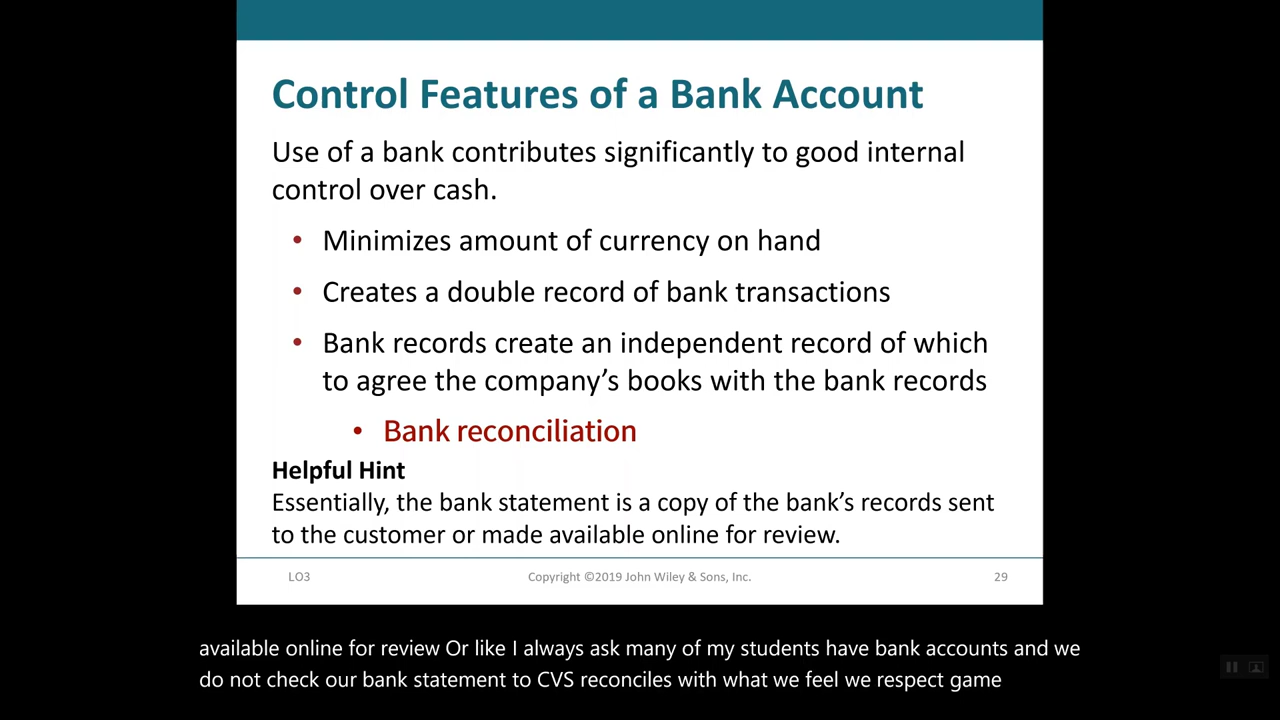 Control Features of a Bank Account
Use of a bank contributes significantly to good internal
control over cash.
• Minimizes amount of currency on hand
• Creates a double record of bank transactions
• Bank records create an independent record of which
to agree the company’s books with the bank records
• Bank reconciliation
Helpful Hint
Essentially, the bank statement is a copy of the bank’s records sent
to the customer or made available online for review.
LO3
Copyright ©2019 John Wiley & Sons, Inc.
29
available online for review Or like I always ask many of my students have bank accounts and we
do not check our bank statement to CVS reconciles with what we feel we respect game